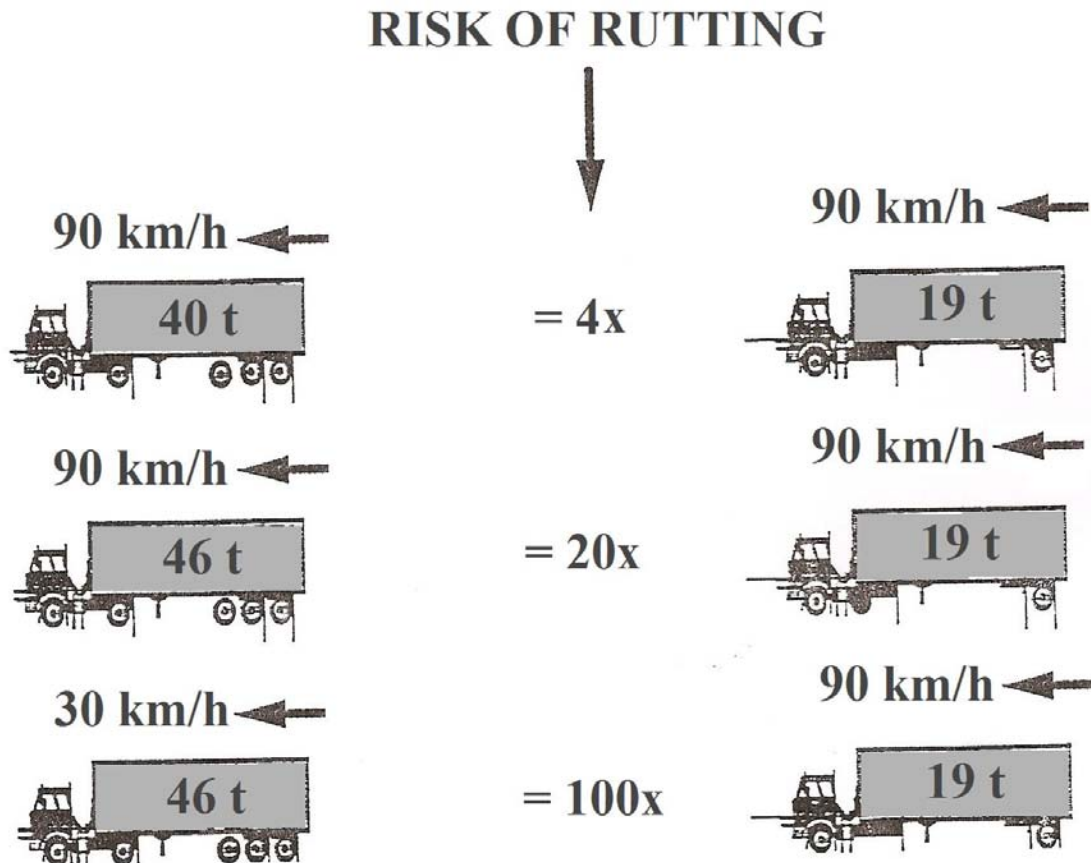 RISK OF RUTTING
90 km/h
90 km/h
40 t
= 4x
19 t
90 km/h
90 km/h
46 t
= 20x
19 t
30 km/h
90 km/h
46 t
= 100x
19 t